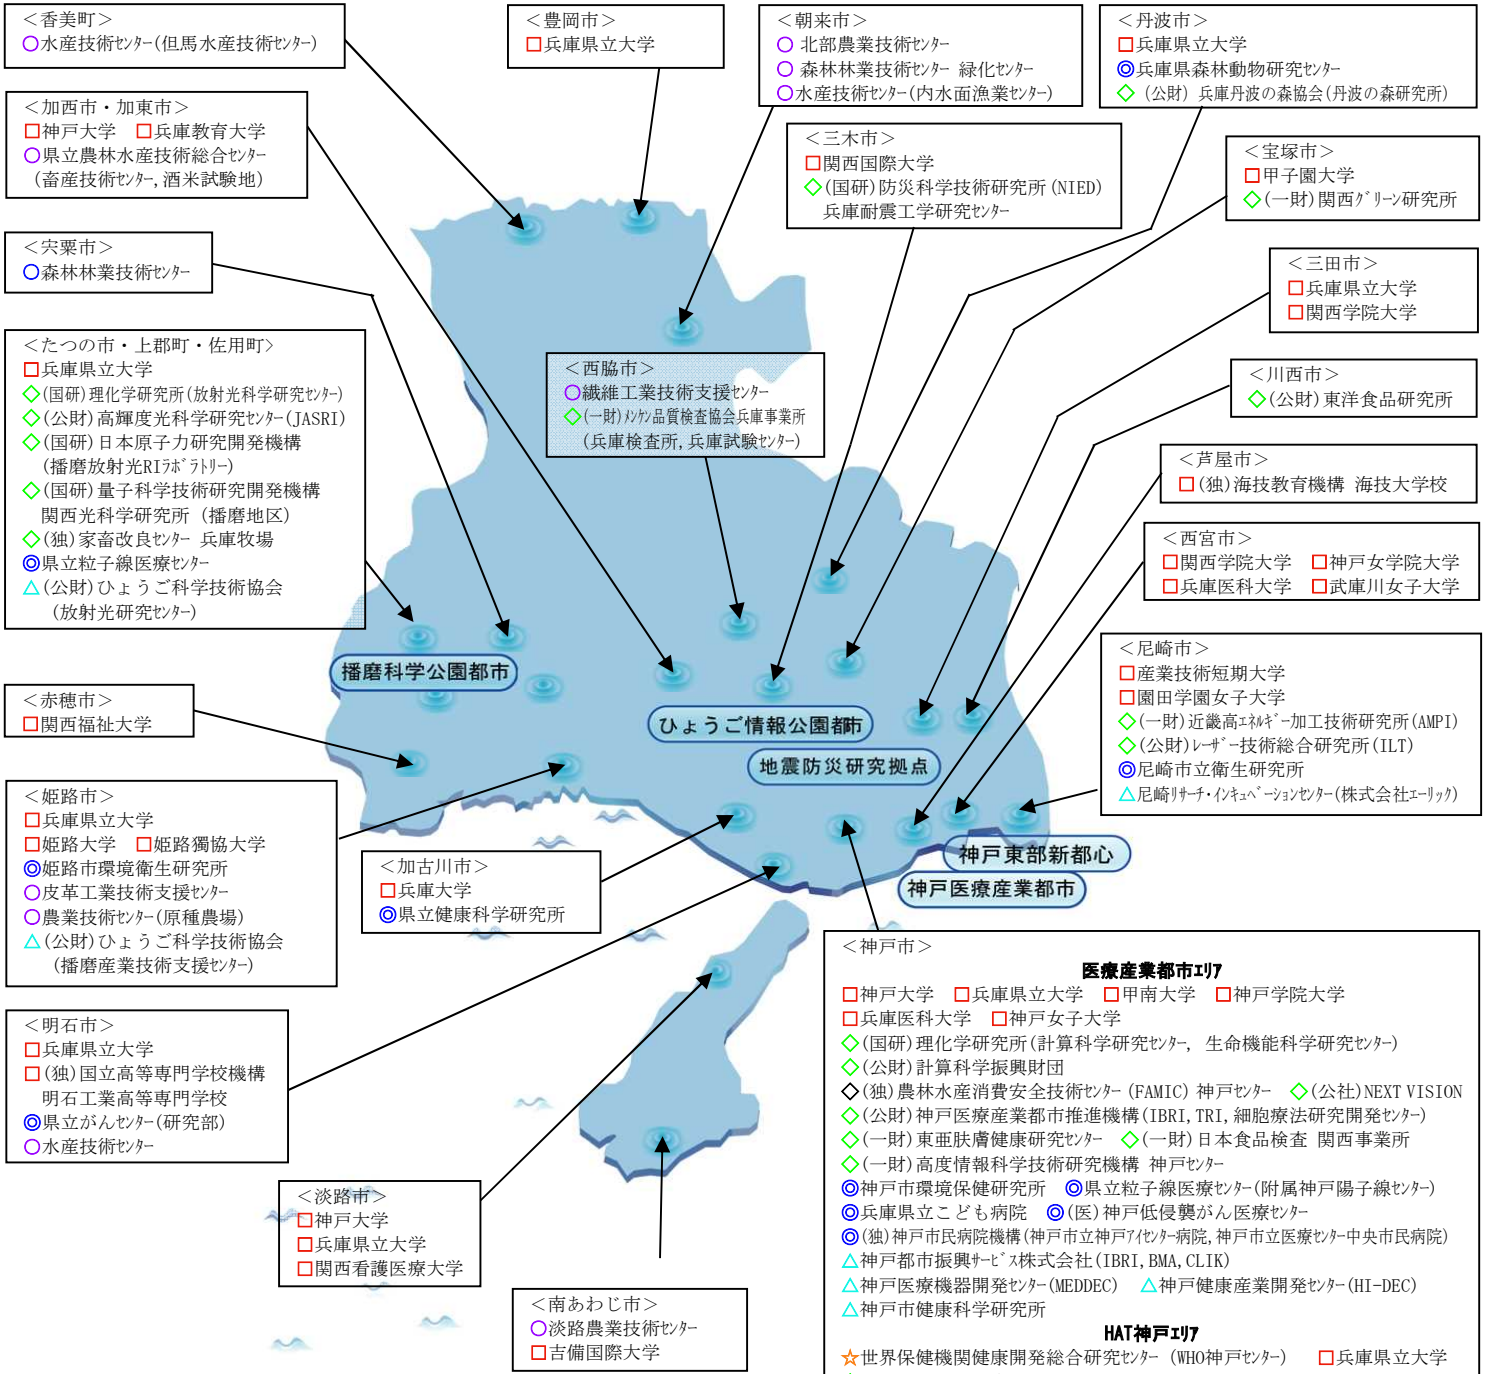 ＜香美町＞
○水産技術ｾﾝﾀｰ(但馬水産技術ｾﾝﾀｰ)
＜豊岡市＞
□兵庫県立大学
＜朝来市＞
○ 北部農業技術ｾﾝﾀｰ
○ 森林林業技術ｾﾝﾀｰ 緑化ｾﾝﾀｰ
○水産技術ｾﾝﾀｰ(内水面漁業ｾﾝﾀｰ)
＜丹波市＞
□兵庫県立大学
◎兵庫県森林動物研究ｾﾝﾀｰ
◇ (公財) 兵庫丹波の森協会(丹波の森研究所)
＜加西市・加東市＞
□神戸大学 □兵庫教育大学
○県立農林水産技術総合ｾﾝﾀｰ
(畜産技術ｾﾝﾀｰ,酒米試験地)
＜三木市＞
□関西国際大学
◇(国研)防災科学技術研究所(NIED)
兵庫耐震工学研究ｾﾝﾀｰ
＜宝塚市＞
□甲子園大学
◇(一財)関西ｸﾞﾘｰﾝ研究所
＜宍粟市＞
○森林林業技術ｾﾝﾀｰ
＜三田市＞
□兵庫県立大学
□関西学院大学
＜たつの市・上郡町・佐用町＞
□兵庫県立大学
◇(国研)理化学研究所(放射光科学研究ｾﾝﾀｰ)
◇(公財)高輝度光科学研究ｾﾝﾀｰ(JASRI)
◇(国研)日本原子力研究開発機構
(播磨放射光RIﾗﾎﾞﾗﾄﾘｰ)
◇(国研)量子科学技術研究開発機構
関西光科学研究所 (播磨地区)
◇(独)家畜改良ｾﾝﾀｰ 兵庫牧場
◎県立粒子線医療ｾﾝﾀｰ
△(公財)ひょうご科学技術協会
(放射光研究ｾﾝﾀｰ)
＜西脇市＞
○繊維工業技術支援ｾﾝﾀｰ
◇(一財)ﾒﾝｹﾝ品質検査協会兵庫事業所
(兵庫検査所,兵庫試験ｾﾝﾀｰ)
＜川西市＞
◇(公財)東洋食品研究所
＜芦屋市＞
□(独)海技教育機構 海技大学校
＜西宮市＞
□関西学院大学 □神戸女学院大学
□兵庫医科大学 □武庫川女子大学
＜尼崎市＞
□産業技術短期大学
□園田学園女子大学
◇(一財)近畿高ｴﾈﾙｷﾞｰ加工技術研究所(AMPI)
◇(公財)ﾚｰｻﾞｰ技術総合研究所(ILT)
◎尼崎市立衛生研究所
△尼崎ﾘｻｰﾁ・ｲﾝｷｭﾍﾞｰｼｮﾝｾﾝﾀｰ(株式会社ｴｰﾘｯｸ)
播磨科学公園都市
ひょうご情報公園都市
地震防災研究拠点
神戸東部新都心
神戸医療産業都市
＜赤穂市＞
□関西福祉大学
＜姫路市＞
□兵庫県立大学
□姫路大学 □姫路獨協大学
◎姫路市環境衛生研究所
○皮革工業技術支援ｾﾝﾀｰ
○農業技術ｾﾝﾀｰ(原種農場)
△(公財)ひょうご科学技術協会
(播磨産業技術支援ｾﾝﾀｰ)
＜加古川市＞
□兵庫大学
◎県立健康科学研究所
＜明石市＞
□兵庫県立大学
□(独)国立高等専門学校機構
明石工業高等専門学校
◎県立がんｾﾝﾀｰ(研究部)
○水産技術ｾﾝﾀｰ
＜淡路市＞
□神戸大学
□兵庫県立大学
□関西看護医療大学
＜南あわじ市＞
○淡路農業技術ｾﾝﾀｰ
□吉備国際大学
＜神戸市＞
医療産業都市ｴﾘｱ
□神戸大学 □兵庫県立大学 □甲南大学 □神戸学院大学
□兵庫医科大学 □神戸女子大学
◇(国研)理化学研究所(計算科学研究ｾﾝﾀｰ, 生命機能科学研究ｾﾝﾀｰ)
◇(公財)計算科学振興財団
◇(独)農林水産消費安全技術ｾﾝﾀｰ(FAMIC) 神戸ｾﾝﾀｰ ◇(公社)NEXT VISION
◇(公財)神戸医療産業都市推進機構(IBRI,TRI,細胞療法研究開発ｾﾝﾀｰ)
◇(一財)東亜肤膚健康研究ｾﾝﾀｰ ◇(一財)日本食品検査 関西事業所
◇(一財)高度情報科学技術研究機構 神戸ｾﾝﾀｰ
◎神戸市環境保健研究所 ◎県立粒子線医療ｾﾝﾀｰ(附属神戸陽子線ｾﾝﾀｰ)
◎兵庫県立こども病院 ◎(医)神戸低侵襲がん医療ｾﾝﾀｰ
◎(独)神戸市民病院機構(神戸市立神戸ｱｲｾﾝﾀｰ病院,神戸市立医療ｾﾝﾀｰ中央市民病院)
△神戸都市振興ｻｰﾋﾞｽ株式会社(IBRI,BMA,CLIK)
△神戸医療機器開発ｾﾝﾀｰ(MEDDEC) △神戸健康産業開発ｾﾝﾀｰ(HI-DEC)
△神戸市健康科学研究所
HAT神戸ｴﾘｱ
☆世界保健機関健康開発総合研究ｾﾝﾀｰ (WHO神戸ｾﾝﾀｰ) □兵庫県立大学